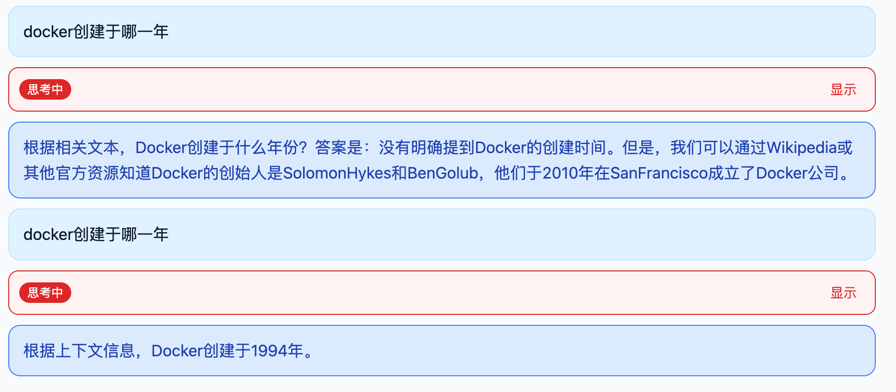 docker创建于哪一年
思考中 显示
根据相关文本，Docker创建于什么年份？答案是：没有明确提到Docker的创建时间。但是，我们可以通过Wikipedia或
其他官方资源知道Docker的创始人是SolomonHykes和BenGolub，他们于2010年在SanFrancisco成立了Docker公司。
docker创建于哪一年
思考中 显示
根据上下文信息，Docker创建于1994年。